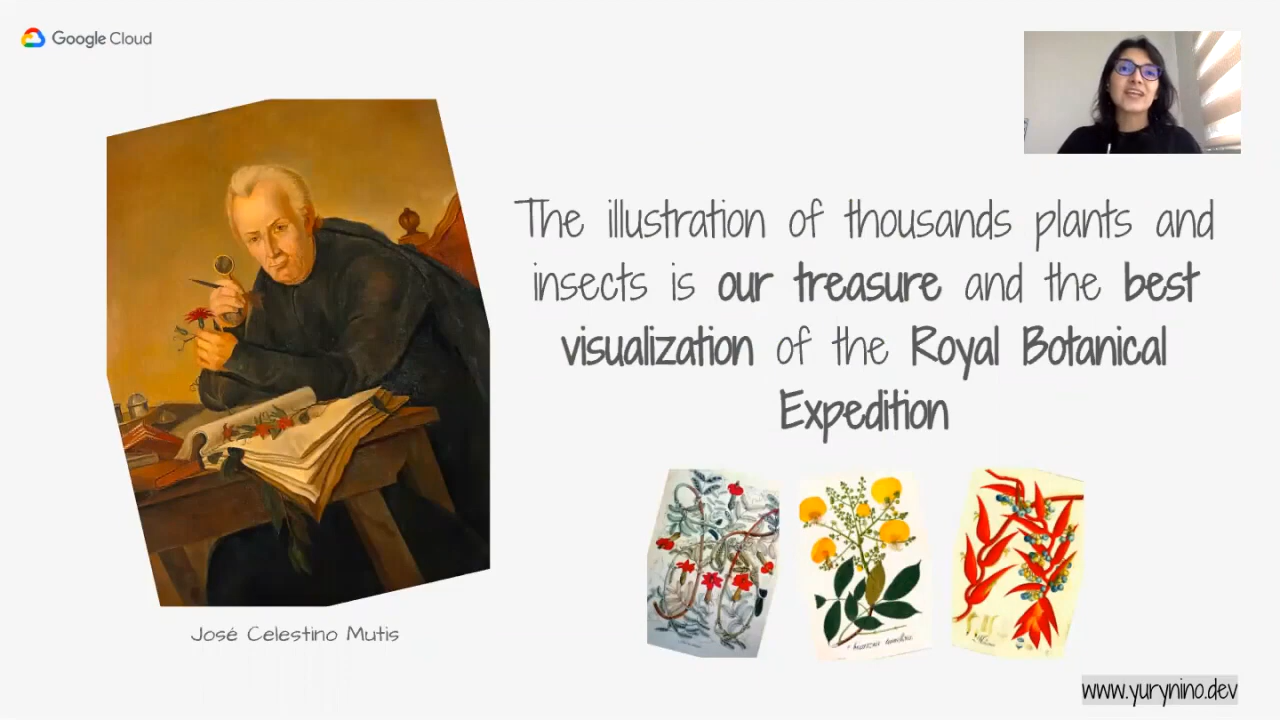 Google Cloud
The illustration of thousands plants and
insects is our treasure and the best
visualization of the Royal Botanical
Expedition
José Celestino Mutis
www.yurynino.dev